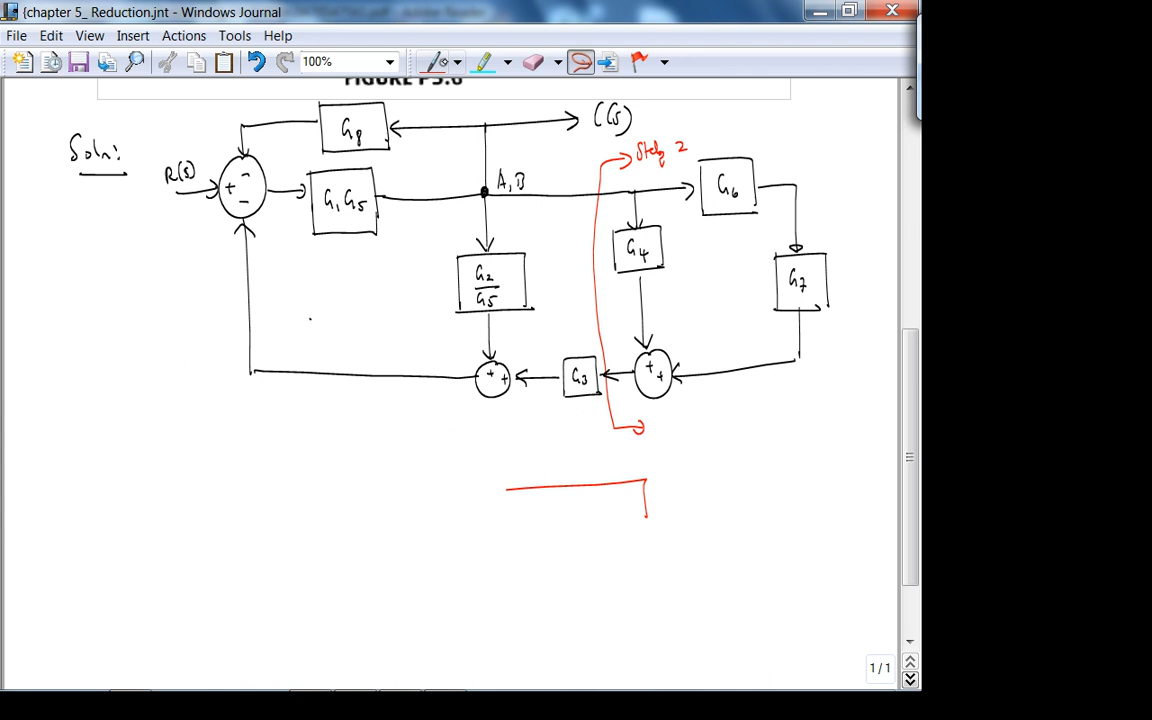 {chapter 5_ Reduction.jnt - Windows Journal
File Edit View Insert Actions Tools Help
100%
FIGURE P5.6
Soln:
G8
C(s)
R(s)
+
-
-
G1G5
A,B
Step 2
G6
G4
G2
G5
G7
+
+
G3
+
+
1/1